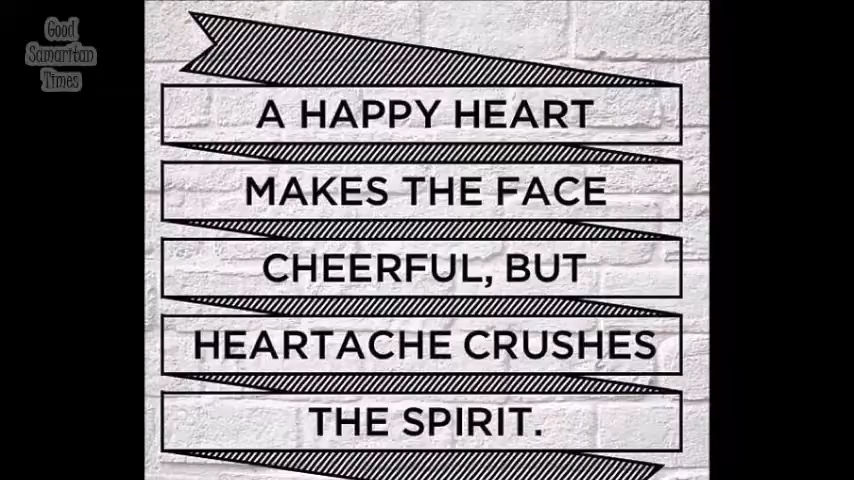 Good
Samaritan
Times
A HAPPY HEART
MAKES THE FACE
CHEERFUL, BUT
HEARTACHE CRUSHES
THE SPIRIT.